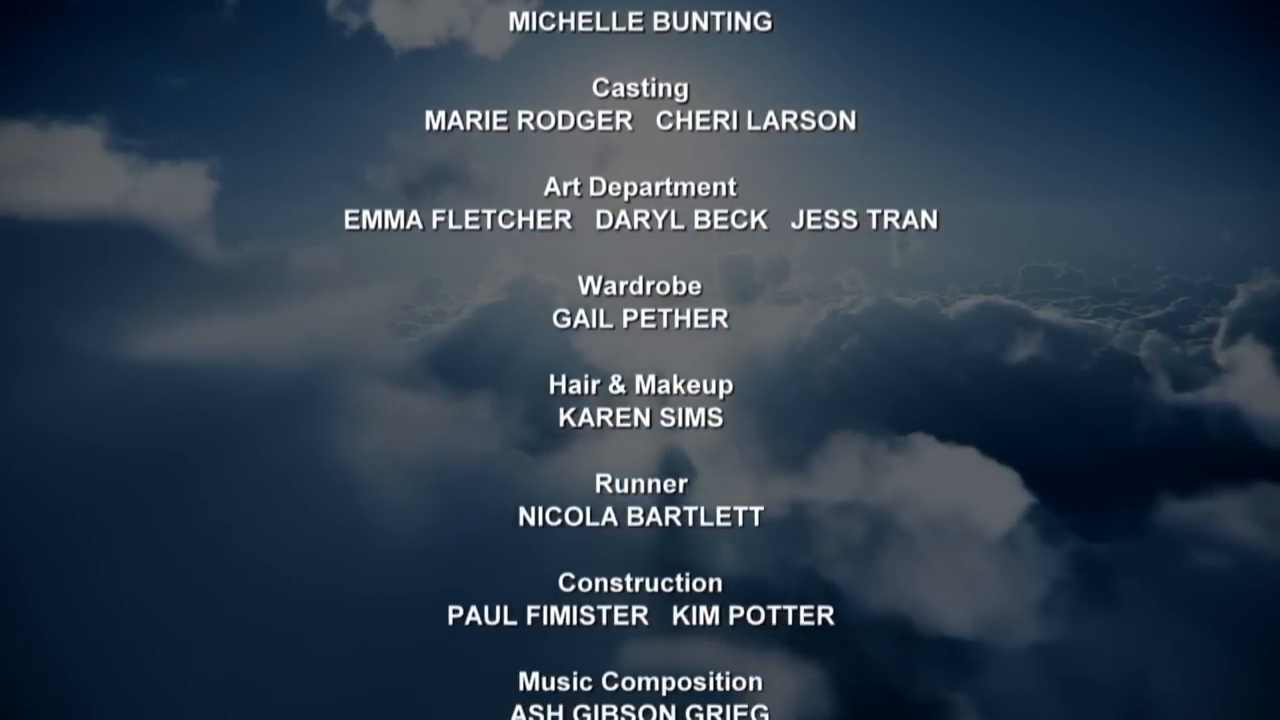 MICHELLE BUNTING
Casting
MARIE RODGER CHERI LARSON
Art Department
EMMA FLETCHER DARYL BECK JESS TRAN
Wardrobe
GAIL PETHER
Hair & Makeup
KAREN SIMS
Runner
NICOLA BARTLETT
Construction
PAUL FIMISTER KIM POTTER
Music Composition
ASH GIBSON GREIG